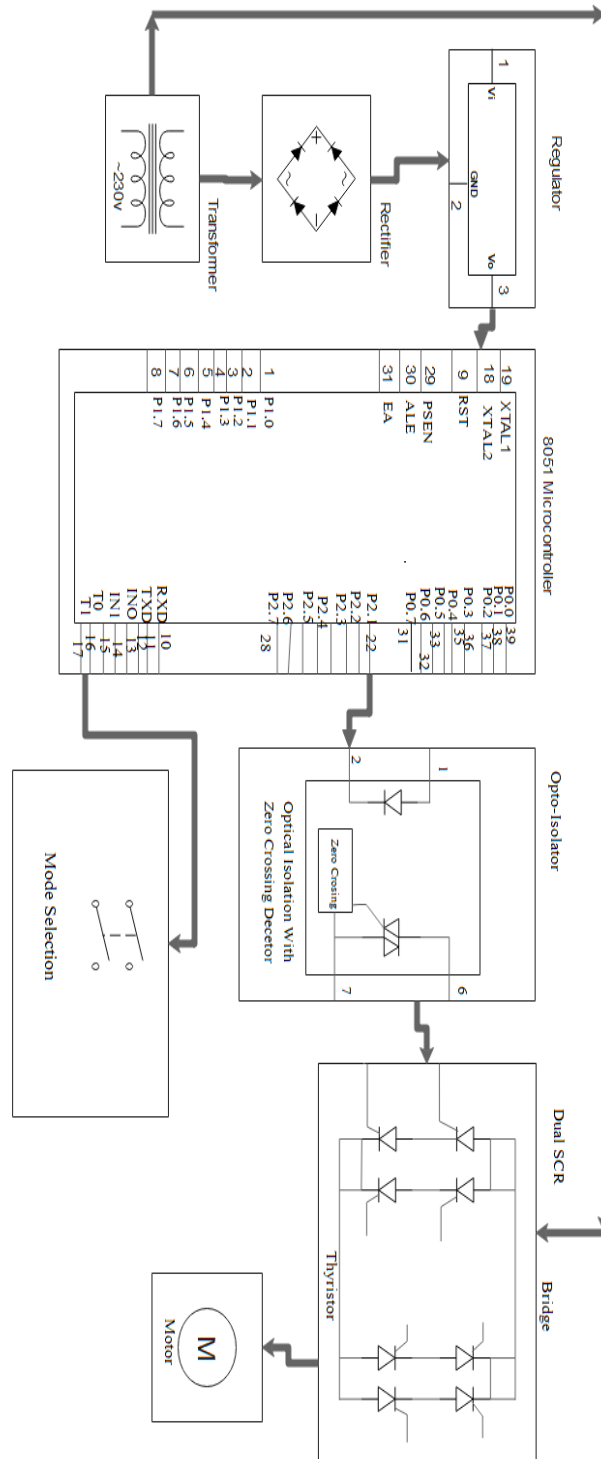 Regulator
1
Vi
GND
2
Vo
3
Rectifier
+
~
~
−
Transformer
~230v
8051 Microcontroller
19 XTAL1
18 XTAL2
9 RST
29 PSEN
30 ALE
31 EA
1 P1.0
2 P1.1
3 P1.2
4 P1.3
5 P1.4
6 P1.5
7 P1.6
8 P1.7
P0.0 39
P0.1 38
P0.2 37
P0.3 36
P0.4 35
P0.5 33
P0.6 32
P0.7 31
P2.1 22
P2.2
P2.3
P2.4
P2.5
P2.6
P2.7 28
RXD 10
TXD 11
12
INO 13
IN1 14
T0 15
16
T1 17
Opto-Isolator
1
2
Zero Crosing
6
7
Optical Isolation With
Zero Crossing Decetor
Mode Selection
Dual SCR
Bridge
Thyristor
M
Motor